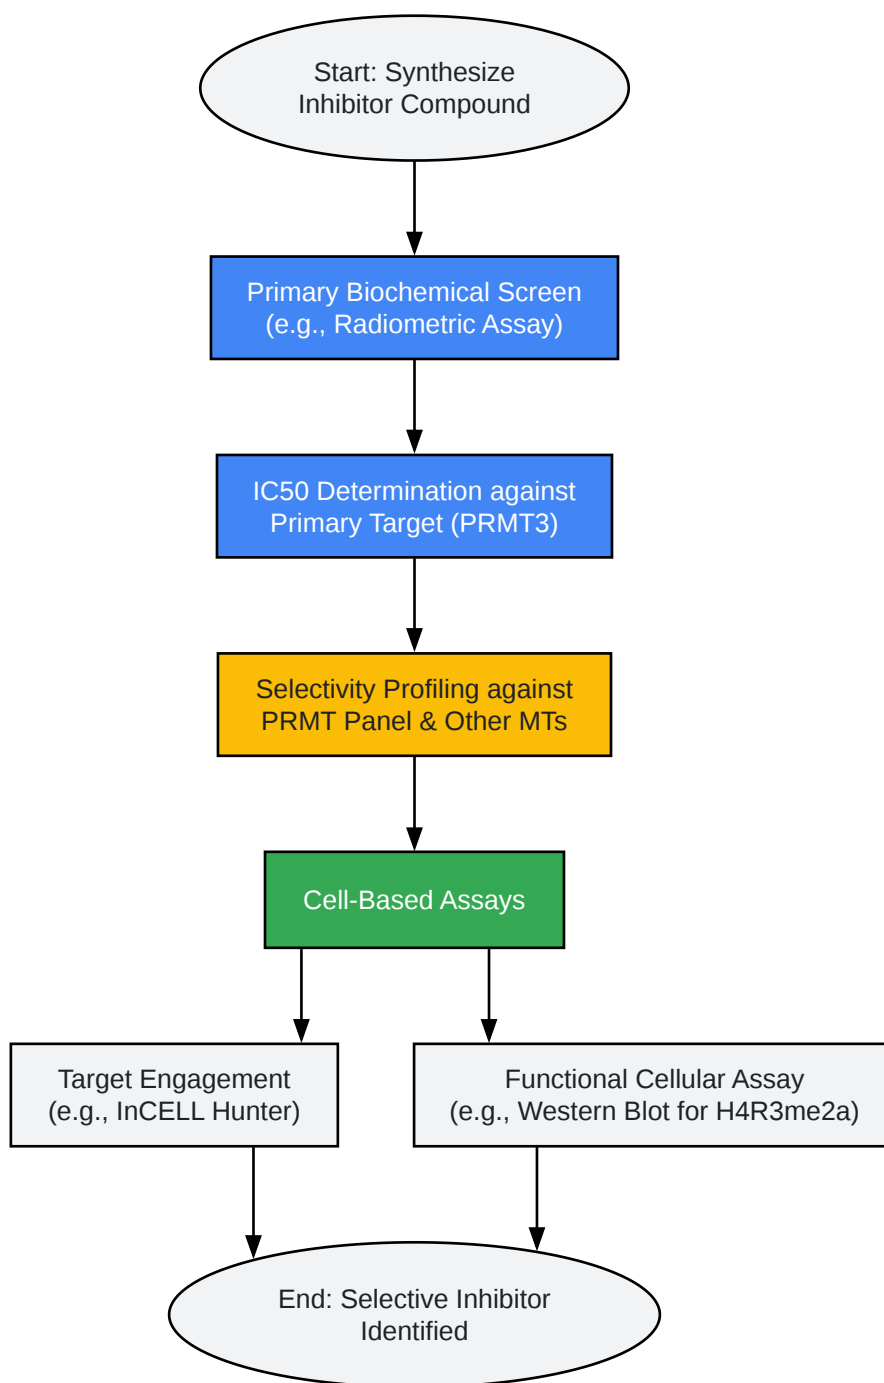 Start: Synthesize
Inhibitor Compound
Primary Biochemical Screen
(e.g., Radiometric Assay)
IC50 Determination against
Primary Target (PRMT3)
Selectivity Profiling against
PRMT Panel & Other MTs
Cell-Based Assays
Target Engagement
(e.g., InCELL Hunter)
Functional Cellular Assay
(e.g., Western Blot for H4R3me2a)
End: Selective Inhibitor
Identified